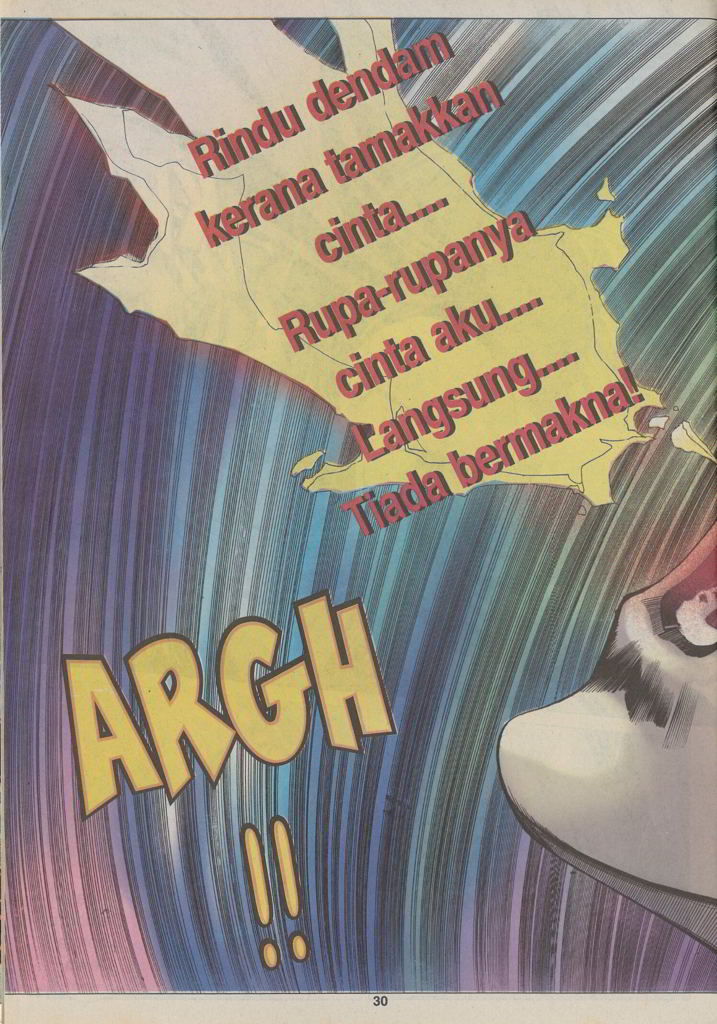 Rindu dendam
kerana tamakkan
cinta....
Rupa-rupanya
cinta aku....
Langsung....
Tiada bermakna!
ARGH
!!
30